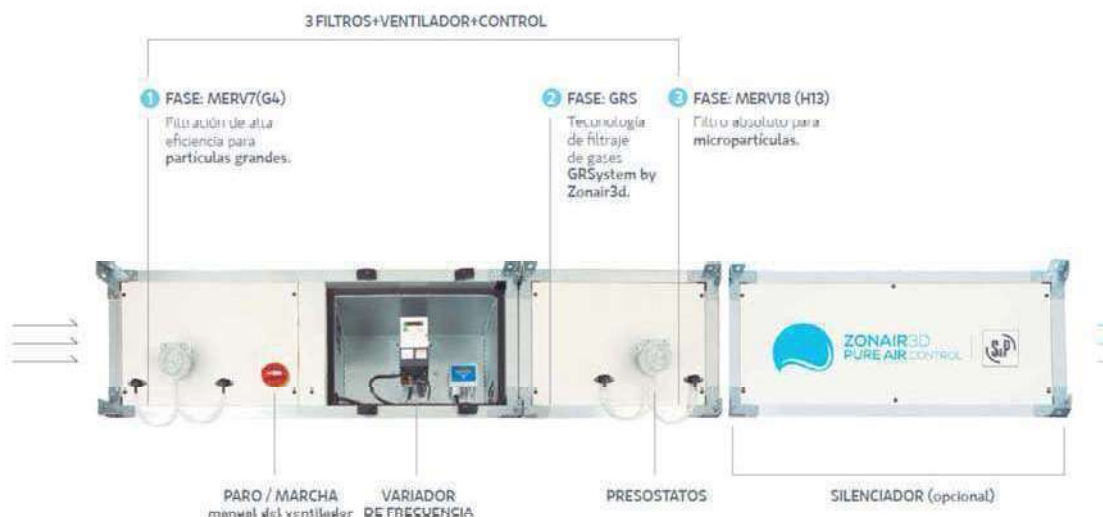 3 FILTROS+VENTILADOR+CONTROL
1 FASE: MERV7(G4)
Filtración de alta
eficiencia para
partículas grandes.
2 FASE: GRS
Teconología
de filtraje
de gases
GRSystem by
Zonair3d.
3 FASE: MERV18 (H13)
Filtro absoluto para
micropartículas.
ZONAIR3D
PURE AIR CONTROL
S&P
PARO / MARCHA
manual del ventilador
VARIADOR
DE FRECUENCIA
PRESOSTATOS
SILENCIADOR (opcional)